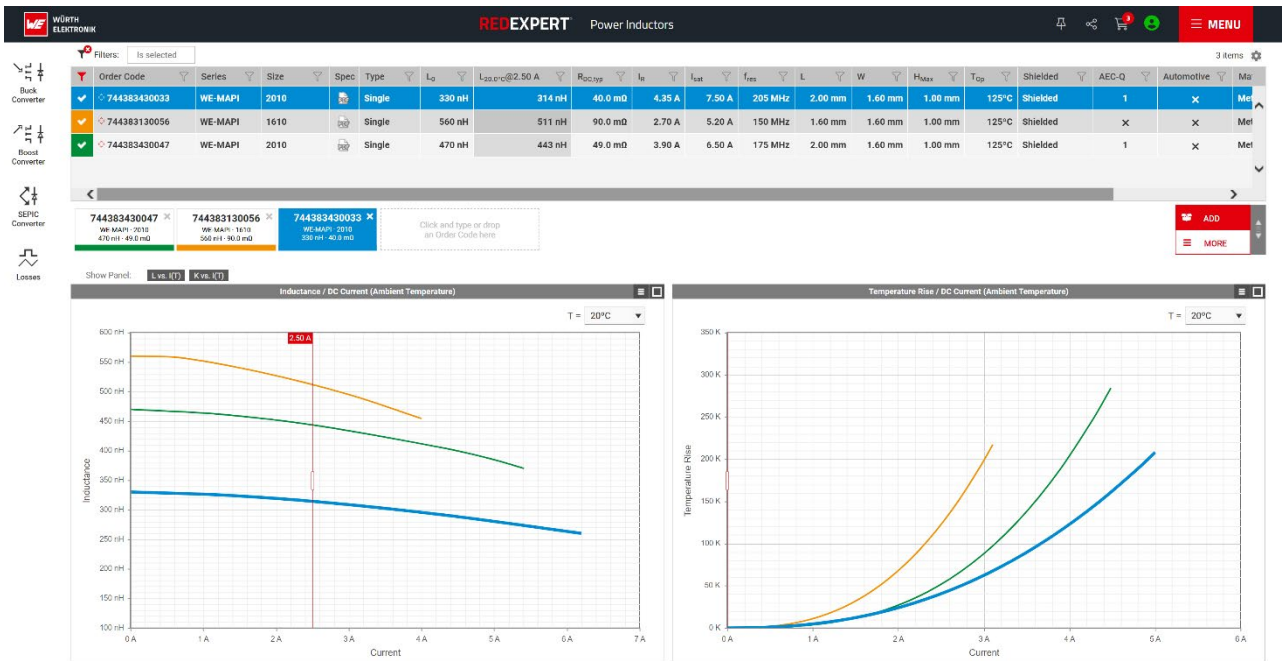 WE WÜRTH ELEKTRONIK
REDEXPERT Power Inductors
3
MENU
Filters: Is selected
3 items
Order Code Series Size Spec Type L0 L20.0°C@2.50 A RDC,typ IR Isat fres L W HMax TOp Shielded AEC-Q Automotive Ma
744383430033 WE-MAPI 2010 Single 330 nH 314 nH 40.0 mΩ 4.35 A 7.50 A 205 MHz 2.00 mm 1.60 mm 1.00 mm 125°C Shielded 1 Met
744383130056 WE-MAPI 1610 Single 560 nH 511 nH 90.0 mΩ 2.70 A 5.20 A 150 MHz 1.60 mm 1.60 mm 1.00 mm 125°C Shielded Met
744383430047 WE-MAPI 2010 Single 470 nH 443 nH 49.0 mΩ 3.90 A 6.50 A 175 MHz 2.00 mm 1.60 mm 1.00 mm 125°C Shielded 1 Met
Buck
Converter
Boost
Converter
SEPIC
Converter
Losses
744383430047
WE-MAPI · 2010
470 nH · 49.0 mΩ
744383130056
WE-MAPI · 1610
560 nH · 90.0 mΩ
744383430033
WE-MAPI · 2010
330 nH · 40.0 mΩ
Click and type or drop
an Order Code here
ADD
MORE
Show Panel: L vs. I(T) K vs. I(T)
Inductance / DC Current (Ambient Temperature)
T = 20°C
2.50 A
600 nH
550 nH
500 nH
450 nH
400 nH
350 nH
300 nH
250 nH
200 nH
150 nH
100 nH
Inductance
0 A 1 A 2 A 3 A 4 A 5 A 6 A 7 A
Current
Temperature Rise / DC Current (Ambient Temperature)
T = 20°C
350 K
300 K
250 K
200 K
150 K
100 K
50 K
0 K
Temperature Rise
0 A 1 A 2 A 3 A 4 A 5 A 6 A
Current